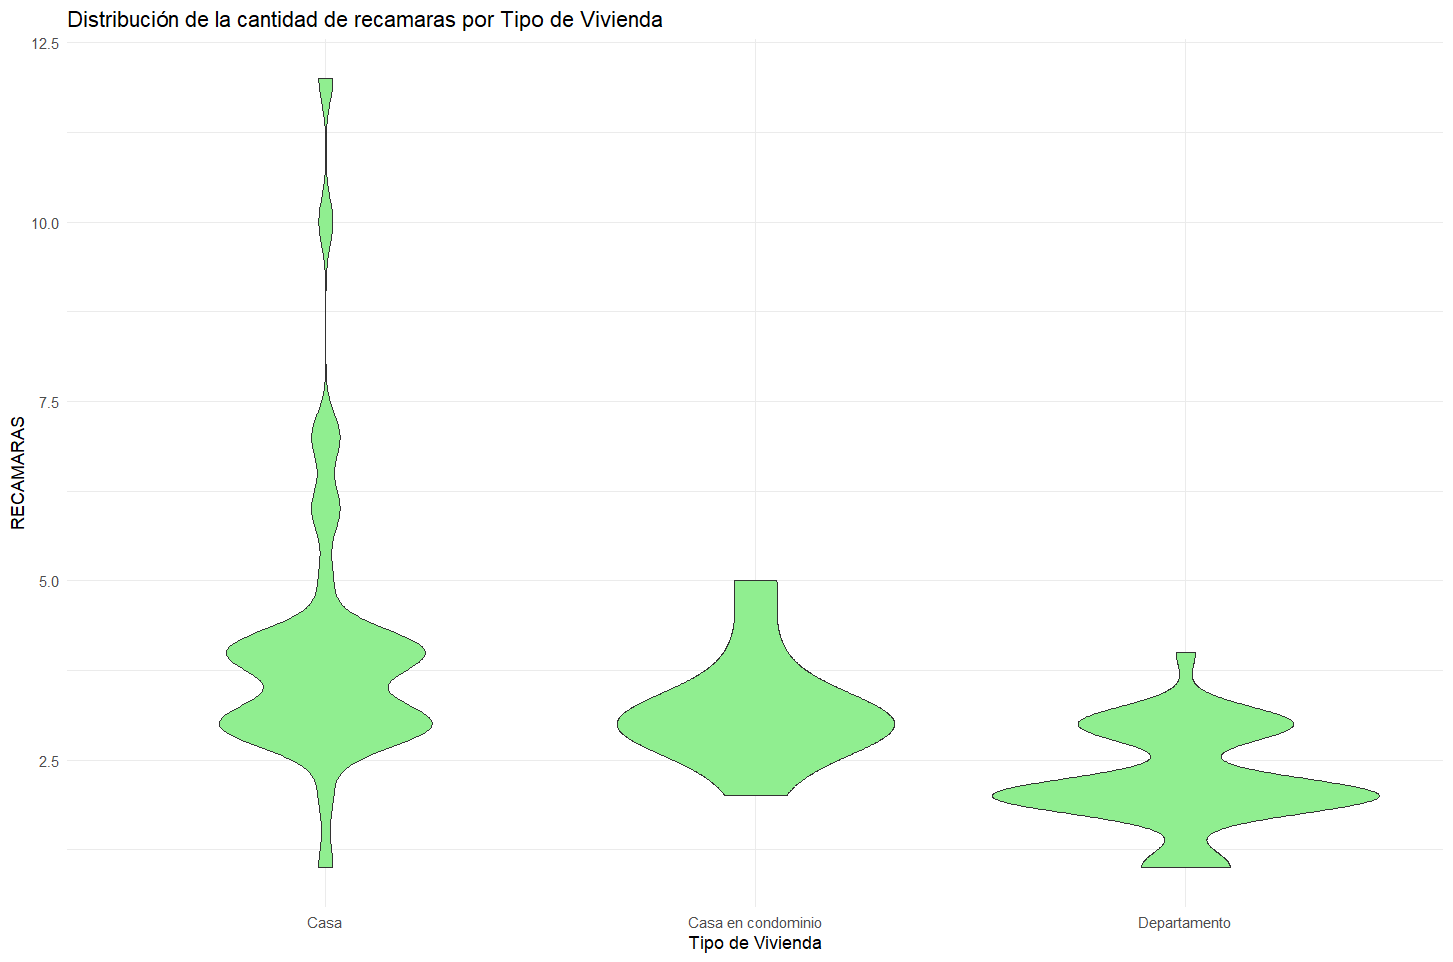 Distribución de la cantidad de recamaras por Tipo de Vivienda
12.5
10.0
7.5
5.0
2.5
RECAMARAS
Casa
Casa en condominio
Departamento
Tipo de Vivienda